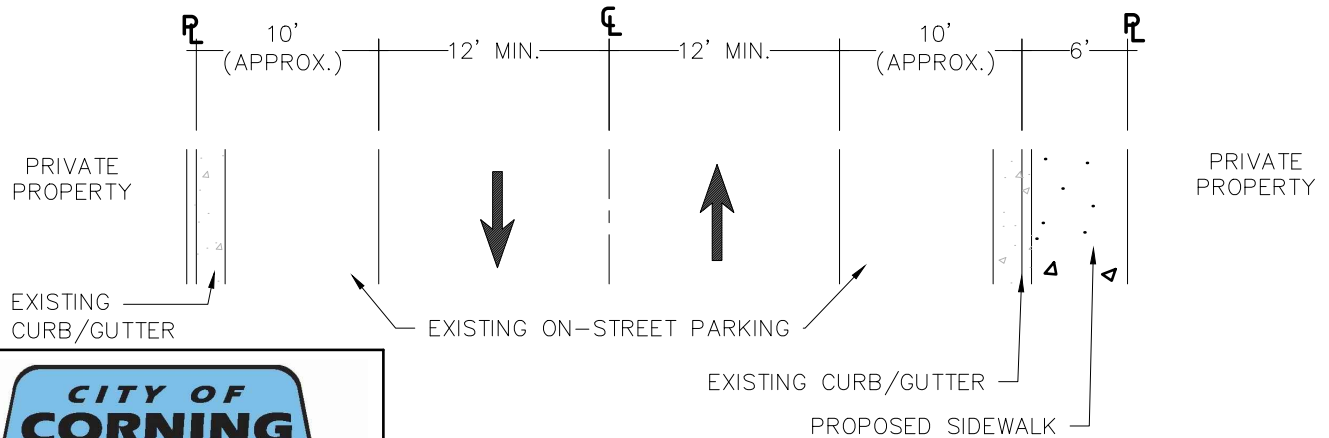 PL
CL
PL
10'
(APPROX.)
12' MIN.
12' MIN.
10'
(APPROX.)
6'
PRIVATE
PROPERTY
PRIVATE
PROPERTY
EXISTING
CURB/GUTTER
EXISTING ON-STREET PARKING
EXISTING CURB/GUTTER
PROPOSED SIDEWALK
CITY OF
CORNING